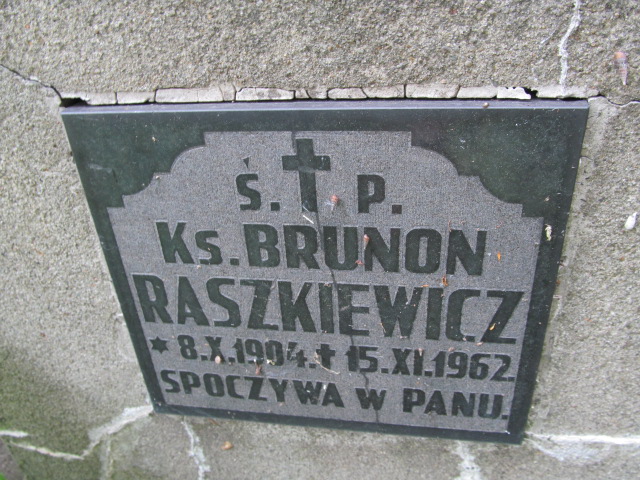 Ś. P.
Ks. BRUNON
RASZKIEWICZ
* 8.X.1904. † 15.XI.1962.
SPOCZYWA W PANU.